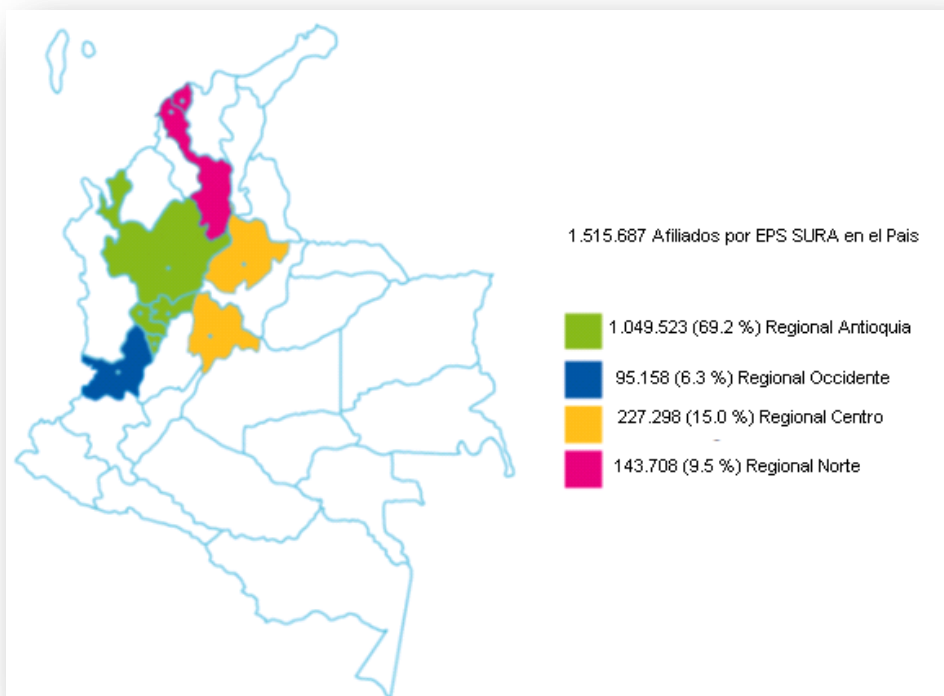 1.515.687 Afiliados por EPS SURA en el Pais
1.049.523 (69.2 %) Regional Antioquia
95.158 (6.3 %) Regional Occidente
227.298 (15.0 %) Regional Centro
143.708 (9.5 %) Regional Norte